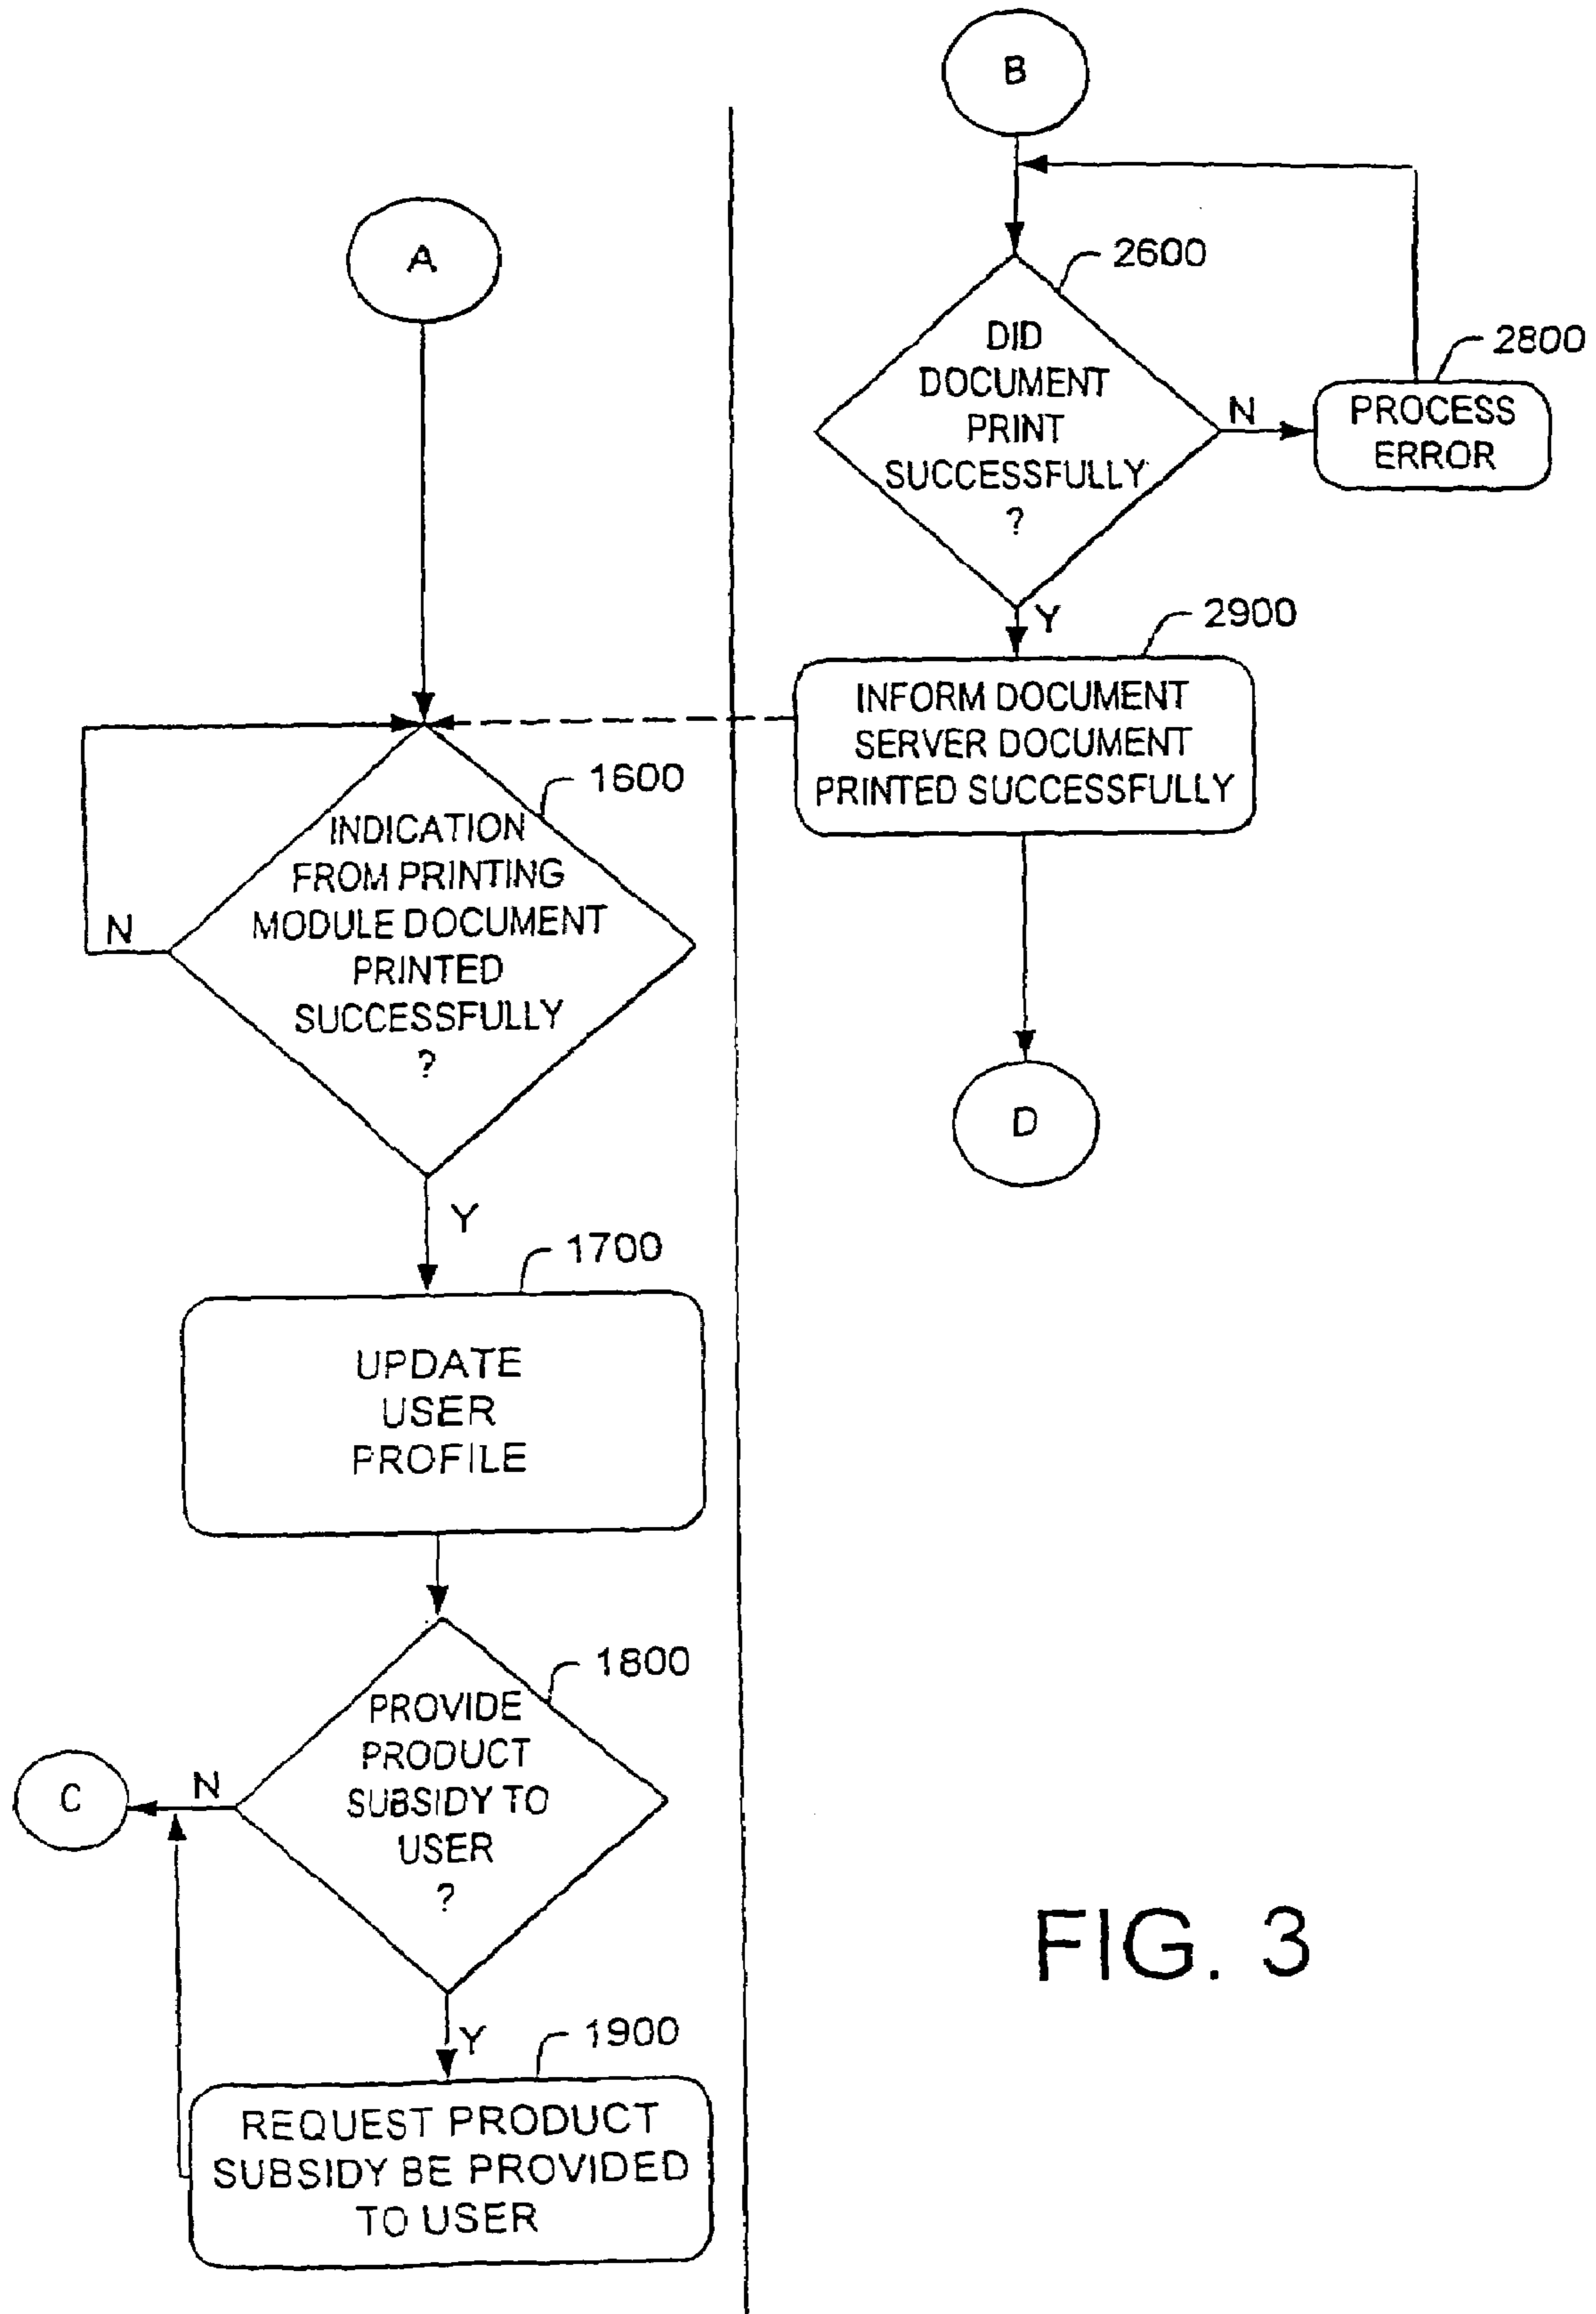 A
1600
INDICATION
FROM PRINTING
MODULE DOCUMENT
PRINTED
SUCCESSFULLY
?
N
Y
1700
UPDATE
USER
PROFILE
1800
PROVIDE
PRODUCT
SUBSIDY TO
USER
?
N
C
Y
1900
REQUEST PRODUCT
SUBSIDY BE PROVIDED
TO USER
B
2600
DID
DOCUMENT
PRINT
SUCCESSFULLY
?
N
2800
PROCESS
ERROR
Y
2900
INFORM DOCUMENT
SERVER DOCUMENT
PRINTED SUCCESSFULLY
D
FIG. 3